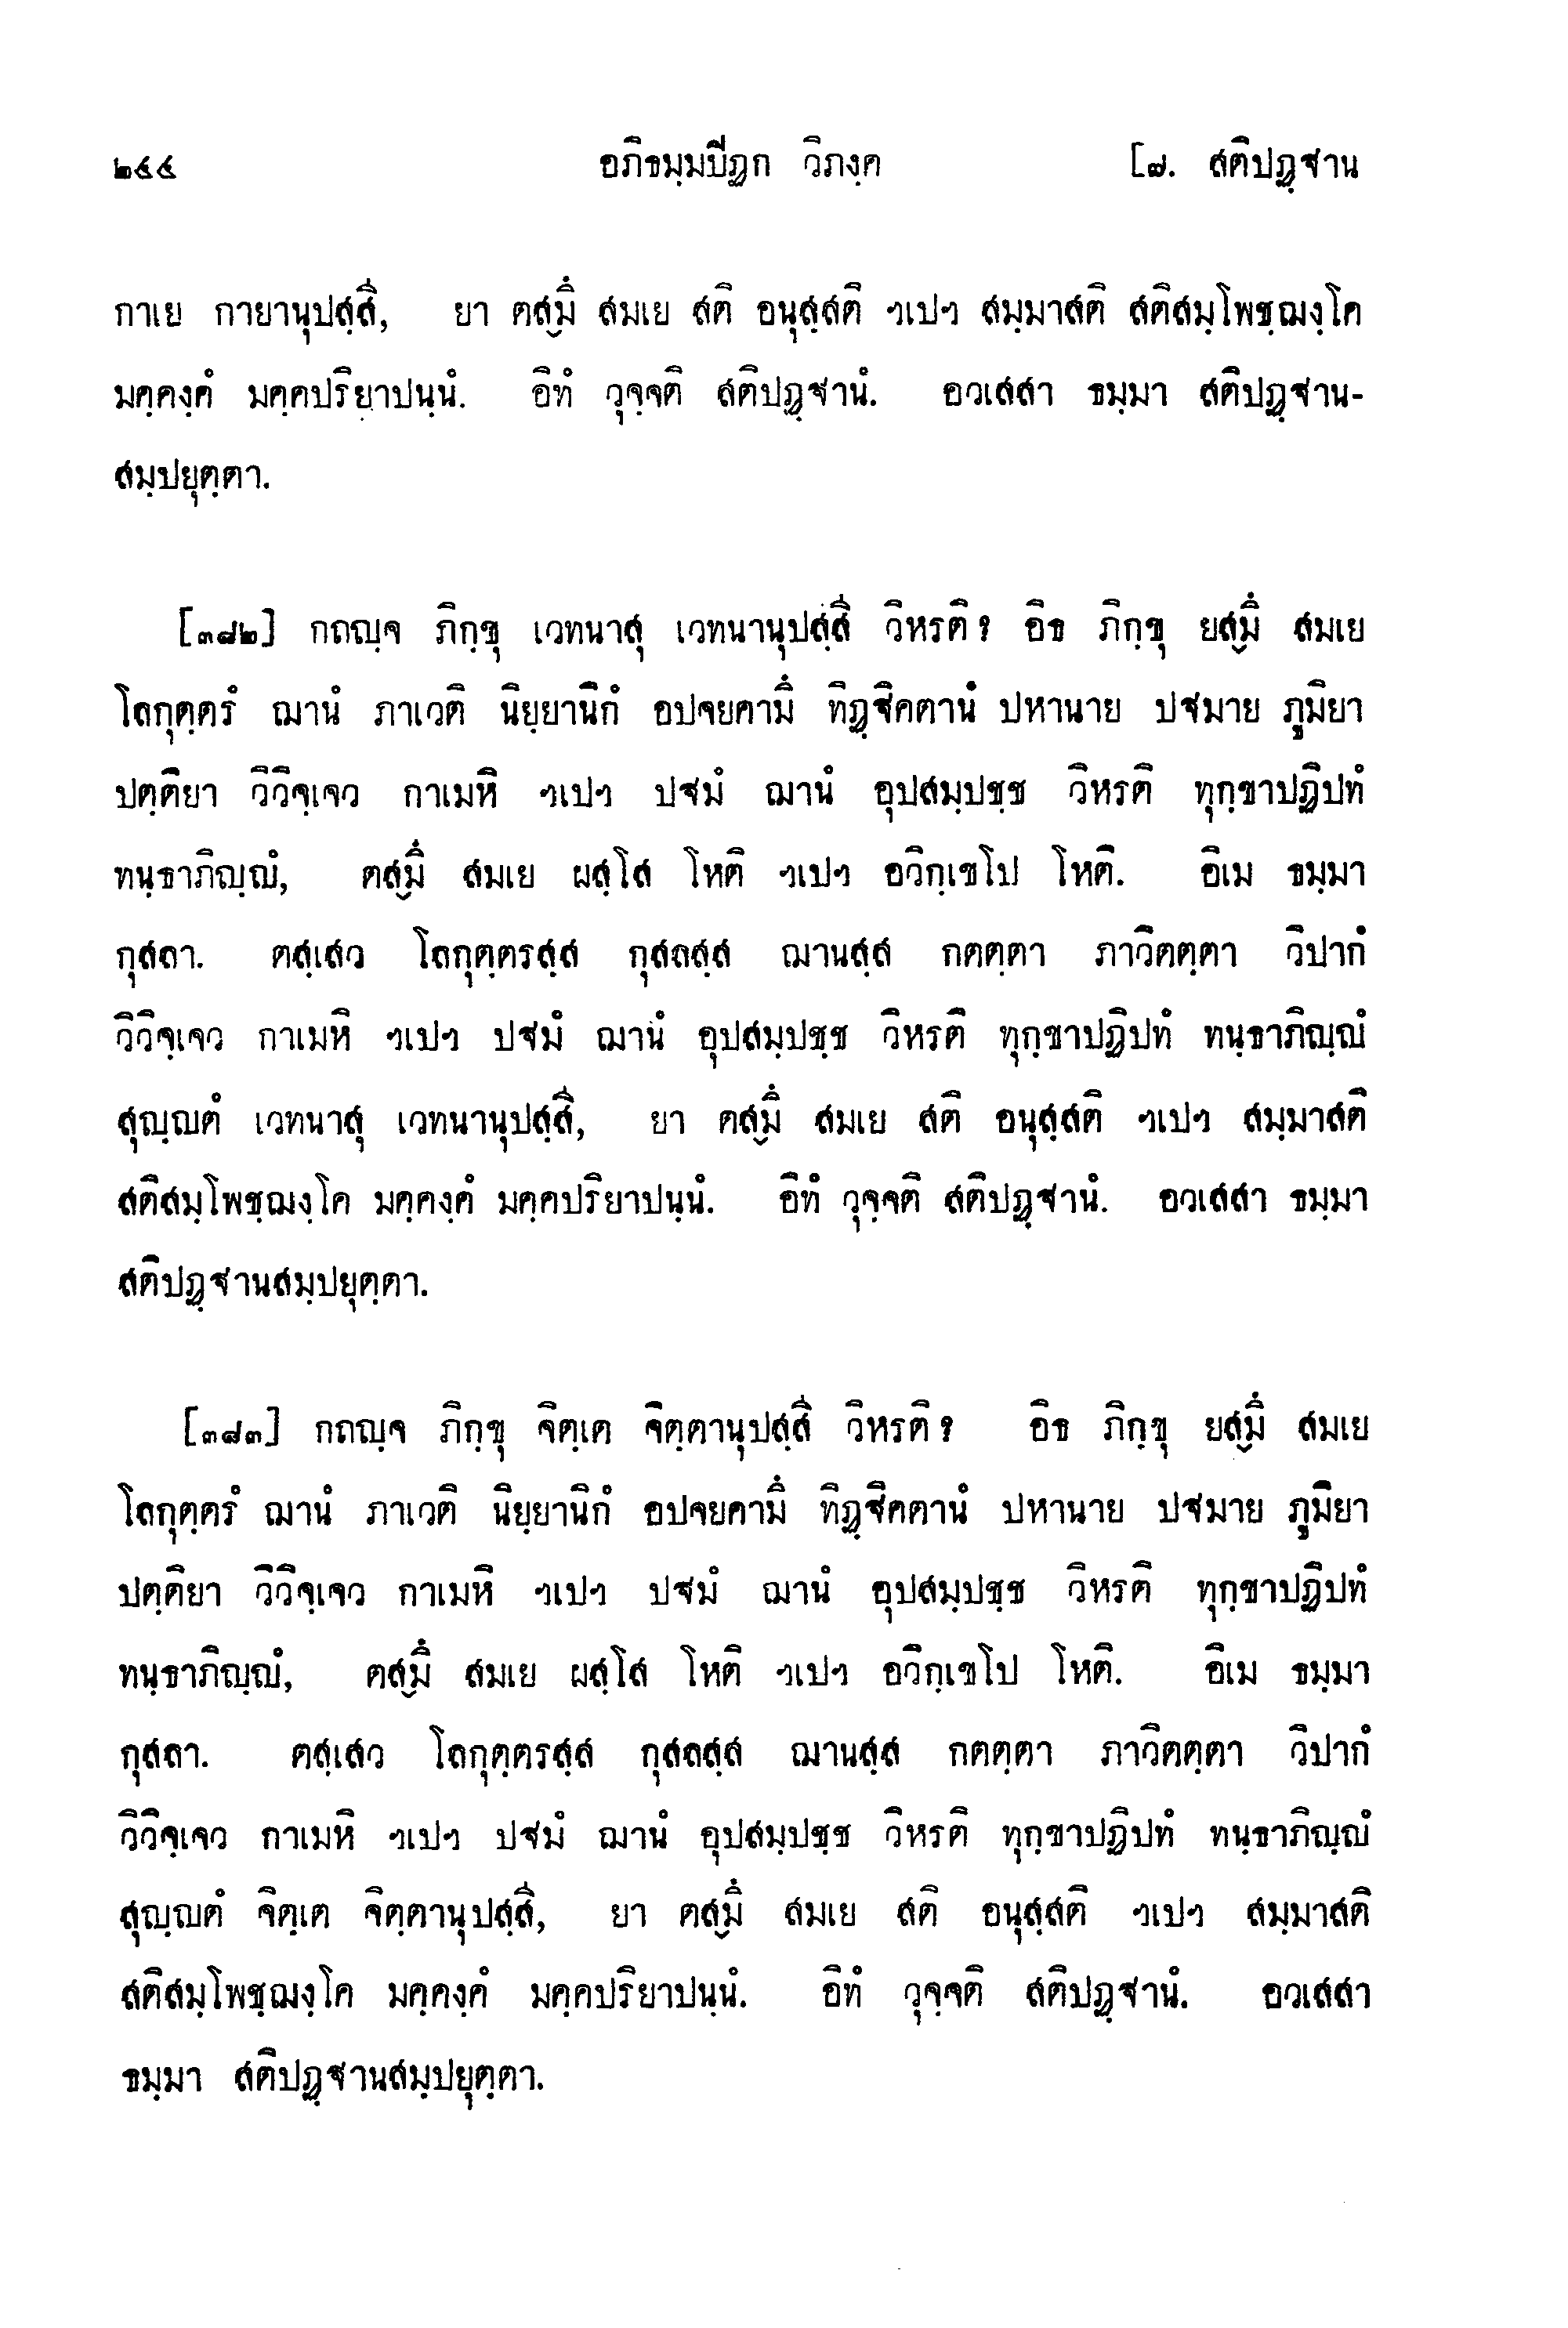 ๒๔๔ อภิธมฺมปีฏก วิภงฺค [๗. สติปฏฺฐาน
กาเย กายานุปสฺสี, ยา ตสฺมึ สมเย สติ อนุสฺสติ ฯเปฯ สมฺมาสติ สติสมฺโพชฺฌงฺโค
มคฺคงฺคํ มคฺคปริยาปนฺนํ. อิทํ วุจฺจติ สติปฏฺฐานํ. อวเสสา ธมฺมา สติปฏฺฐาน-
สมฺปยุตฺตา.
[๓๘๒] กถญฺจ ภิกฺขุ เวทนาสุ เวทนานุปสฺสี วิหรติ? อิธ ภิกฺขุ ยสฺมึ สมเย
โลกุตฺตรํ ฌานํ ภาเวติ นิยฺยานิกํ อปจยคามึ ทิฏฺฐิคตานํ ปหานาย ปฐมาย ภูมิยา
ปตฺติยา วิวิจฺเจว กาเมหิ ฯเปฯ ปฐมํ ฌานํ อุปสมฺปชฺช วิหรติ ทุกฺขาปฏิปทํ
ทนฺธาภิญฺญํ, ตสฺมึ สมเย ผสฺโส โหติ ฯเปฯ อวิกฺเขโป โหติ. อิเม ธมฺมา
กุสลา. ตสฺเสว โลกุตฺตรสฺส กุสลสฺส ฌานสฺส กตตฺตา ภาวิตตฺตา วิปากํ
วิวิจฺเจว กาเมหิ ฯเปฯ ปฐมํ ฌานํ อุปสมฺปชฺช วิหรติ ทุกฺขาปฏิปทํ ทนฺธาภิญฺญํ
สุญฺญตํ เวทนาสุ เวทนานุปสฺสี, ยา ตสฺมึ สมเย สติ อนุสฺสติ ฯเปฯ สมฺมาสติ
สติสมฺโพชฺฌงฺโค มคฺคงฺคํ มคฺคปริยาปนฺนํ. อิทํ วุจฺจติ สติปฏฺฐานํ. อวเสสา ธมฺมา
สติปฏฺฐานสมฺปยุตฺตา.
[๓๘๓] กถญฺจ ภิกฺขุ จิตฺเต จิตฺตานุปสฺสี วิหรติ? อิธ ภิกฺขุ ยสฺมึ สมเย
โลกุตฺตรํ ฌานํ ภาเวติ นิยฺยานิกํ อปจยคามึ ทิฏฺฐิคตานํ ปหานาย ปฐมาย ภูมิยา
ปตฺติยา วิวิจฺเจว กาเมหิ ฯเปฯ ปฐมํ ฌานํ อุปสมฺปชฺช วิหรติ ทุกฺขาปฏิปทํ
ทนฺธาภิญฺญํ, ตสฺมึ สมเย ผสฺโส โหติ ฯเปฯ อวิกฺเขโป โหติ. อิเม ธมฺมา
กุสลา. ตสฺเสว โลกุตฺตรสฺส กุสลสฺส ฌานสฺส กตตฺตา ภาวิตตฺตา วิปากํ
วิวิจฺเจว กาเมหิ ฯเปฯ ปฐมํ ฌานํ อุปสมฺปชฺช วิหรติ ทุกฺขาปฏิปทํ ทนฺธาภิญฺญํ
สุญฺญตํ จิตฺเต จิตฺตานุปสฺสี, ยา ตสฺมึ สมเย สติ อนุสฺสติ ฯเปฯ สมฺมาสติ
สติสมฺโพชฺฌงฺโค มคฺคงฺคํ มคฺคปริยาปนฺนํ. อิทํ วุจฺจติ สติปฏฺฐานํ. อวเสสา
ธมฺมา สติปฏฺฐานสมฺปยุตฺตา.